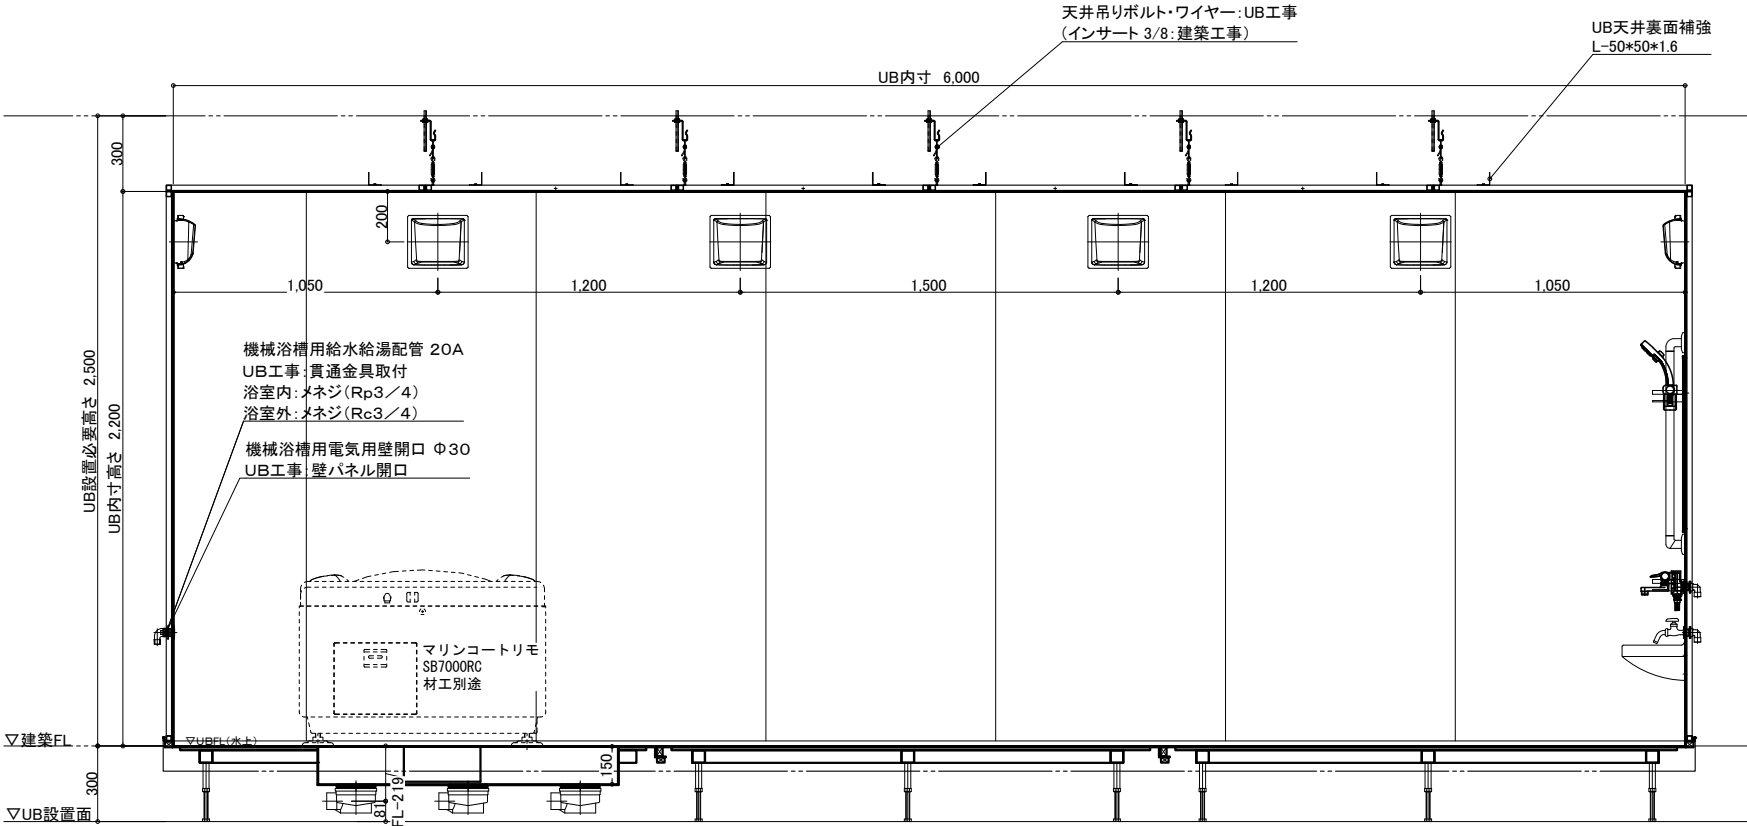 天井吊りボルト・ワイヤー：UB工事
（インサート 3/8：建築工事）
UB天井裏面補強
L-50*50*1.6
UB内寸 6,000
300
200
1,050
1,200
1,500
1,200
1,050
UB設置必要高さ 2,500
UB内寸高さ 2,200
機械浴槽用給水給湯配管 20A
UB工事：貫通金具取付
浴室内：メネジ（Rp3／4）
浴室外：メネジ（Rc3／4）
機械浴槽用電気用壁開口 Φ30
UB工事：壁パネル開口
マリンコートリモ
SB7000RC
材工別途
▽建築FL
▽UBFL(水上)
300
150
81
FL-219
▽UB設置面